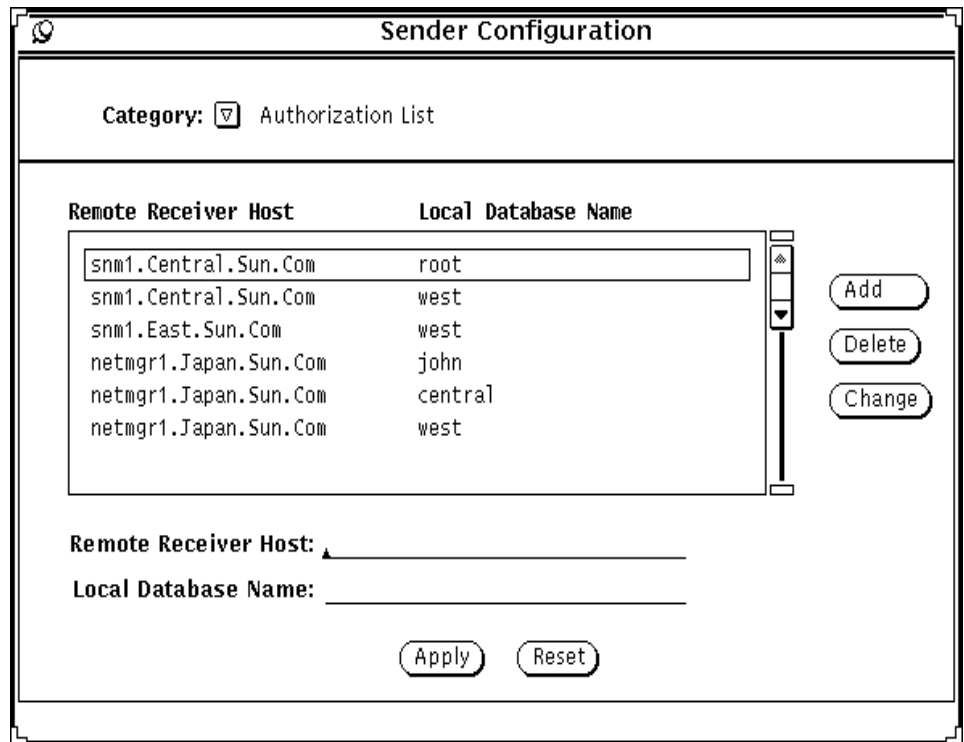 Sender Configuration
Category: Authorization List
Remote Receiver Host Local Database Name
snm1.Central.Sun.Com root
snm1.Central.Sun.Com west
snm1.East.Sun.Com west
netmgr1.Japan.Sun.Com john
netmgr1.Japan.Sun.Com central
netmgr1.Japan.Sun.Com west
Add
Delete
Change
Remote Receiver Host:
Local Database Name:
Apply Reset